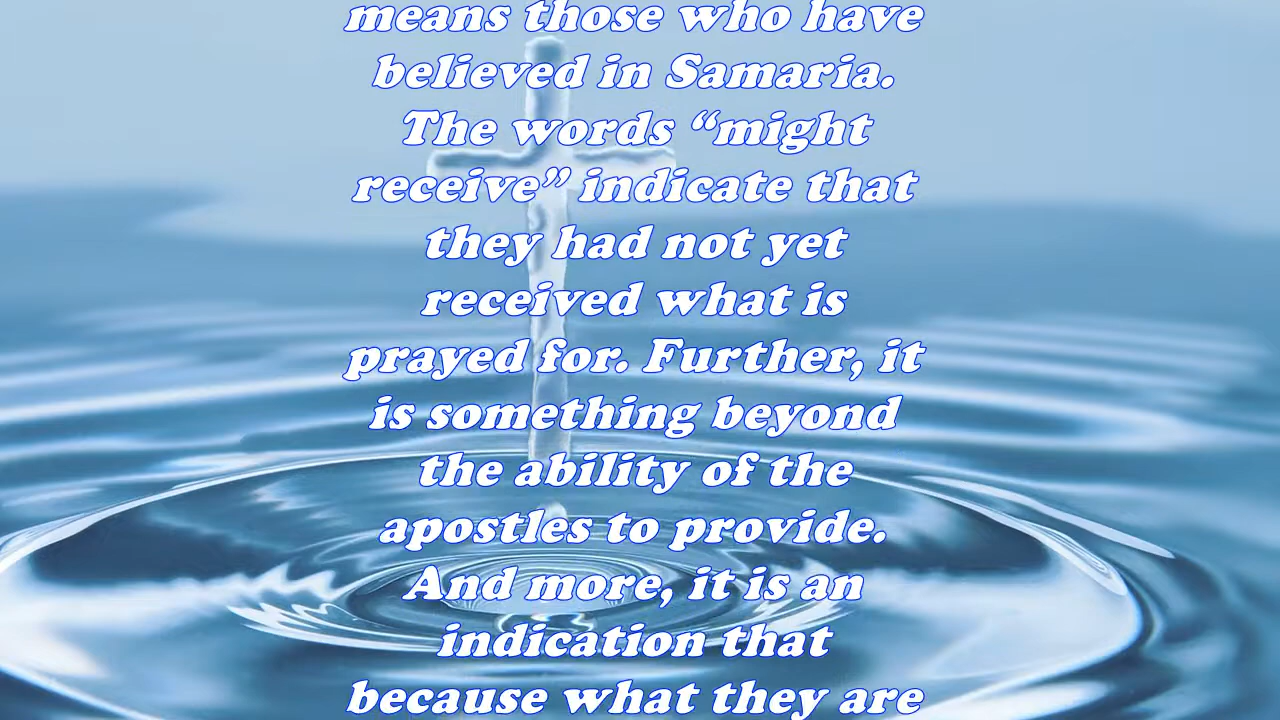 means those who have
believed in Samaria.
The words “might
receive” indicate that
they had not yet
received what is
prayed for. Further, it
is something beyond
the ability of the
apostles to provide.
And more, it is an
indication that
because what they are